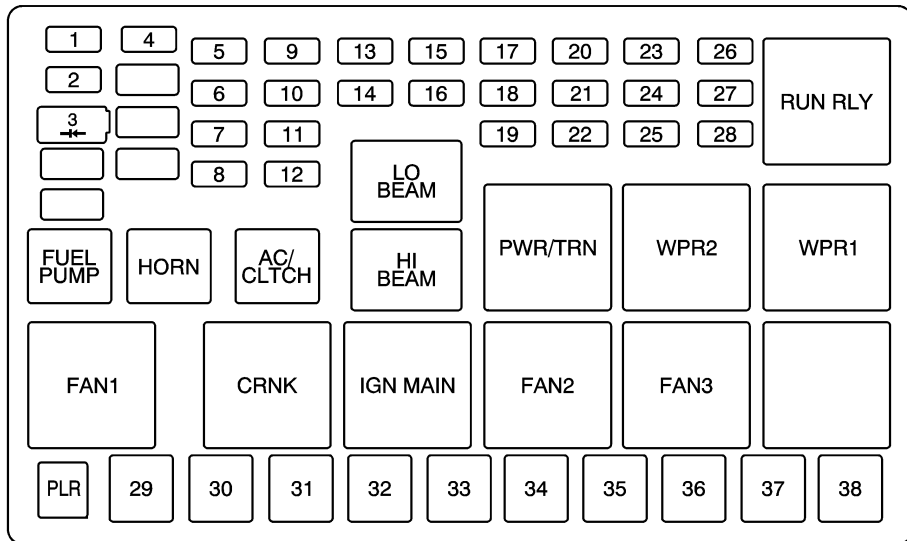 1
4
5
9
13
15
17
20
23
26
2
6
10
14
16
18
21
24
27
RUN RLY
3
7
11
19
22
25
28
8
12
LO
BEAM
FUEL
PUMP
HORN
AC/
CLTCH
HI
BEAM
PWR/TRN
WPR2
WPR1
FAN1
CRNK
IGN MAIN
FAN2
FAN3
PLR
29
30
31
32
33
34
35
36
37
38